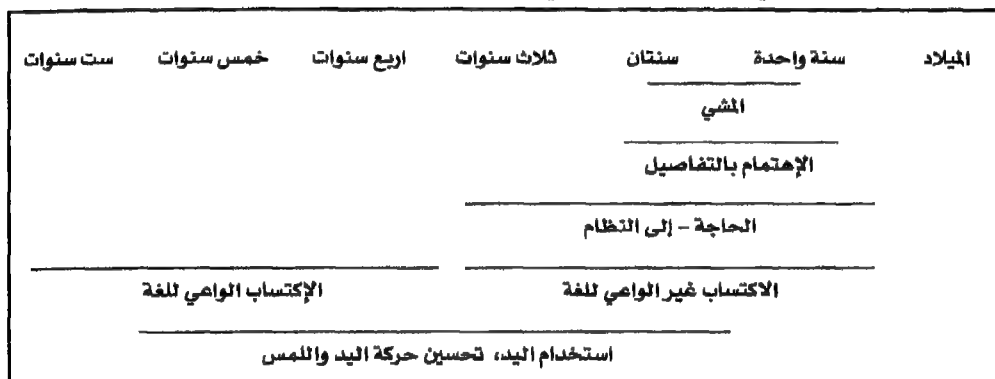 الميلاد سنة واحدة سنتان ثلاث سنوات اربع سنوات خمس سنوات ست سنوات
المشي
الإهتمام بالتفاصيل
الحاجة – إلى النظام
الاكتساب غير الواعي للغة الإكتساب الواعي للغة
استخدام اليد، تحسين حركة اليد واللمس